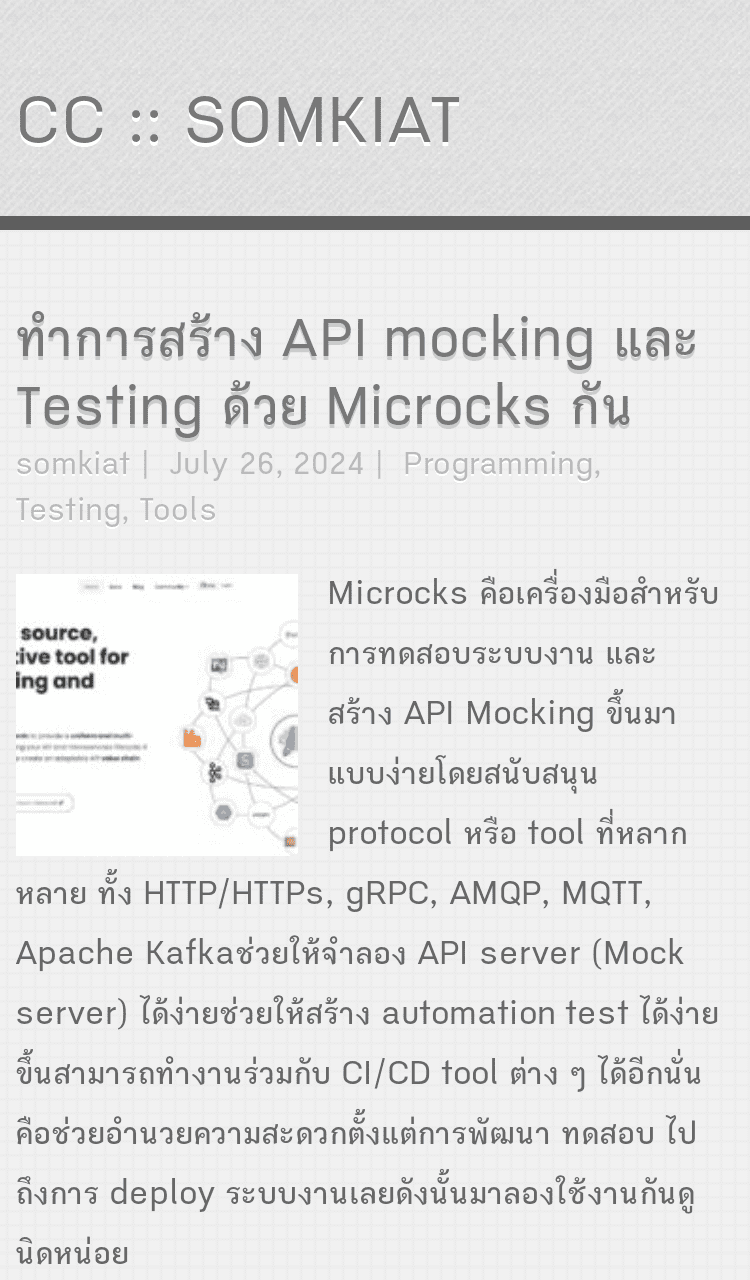 CC :: SOMKIAT
ทำการสร้าง API mocking และ
Testing ด้วย Microcks กัน
somkiat | July 26, 2024 | Programming,
Testing, Tools
source,
tive tool for
ing and
Microcks คือเครื่องมือสำหรับ
การทดสอบระบบงาน และ
สร้าง API Mocking ขึ้นมา
แบบง่ายโดยสนับสนุน
protocol หรือ tool ที่หลาก
หลาย ทั้ง HTTP/HTTPs, gRPC, AMQP, MQTT,
Apache Kafkaช่วยให้จำลอง API server (Mock
server) ได้ง่ายช่วยให้สร้าง automation test ได้ง่าย
ขึ้นสามารถทำงานร่วมกับ CI/CD tool ต่าง ๆ ได้อีกนั่น
คือช่วยอำนวยความสะดวกตั้งแต่การพัฒนา ทดสอบ ไป
ถึงการ deploy ระบบงานเลยดังนั้นมาลองใช้งานกันดู
นิดหน่อย